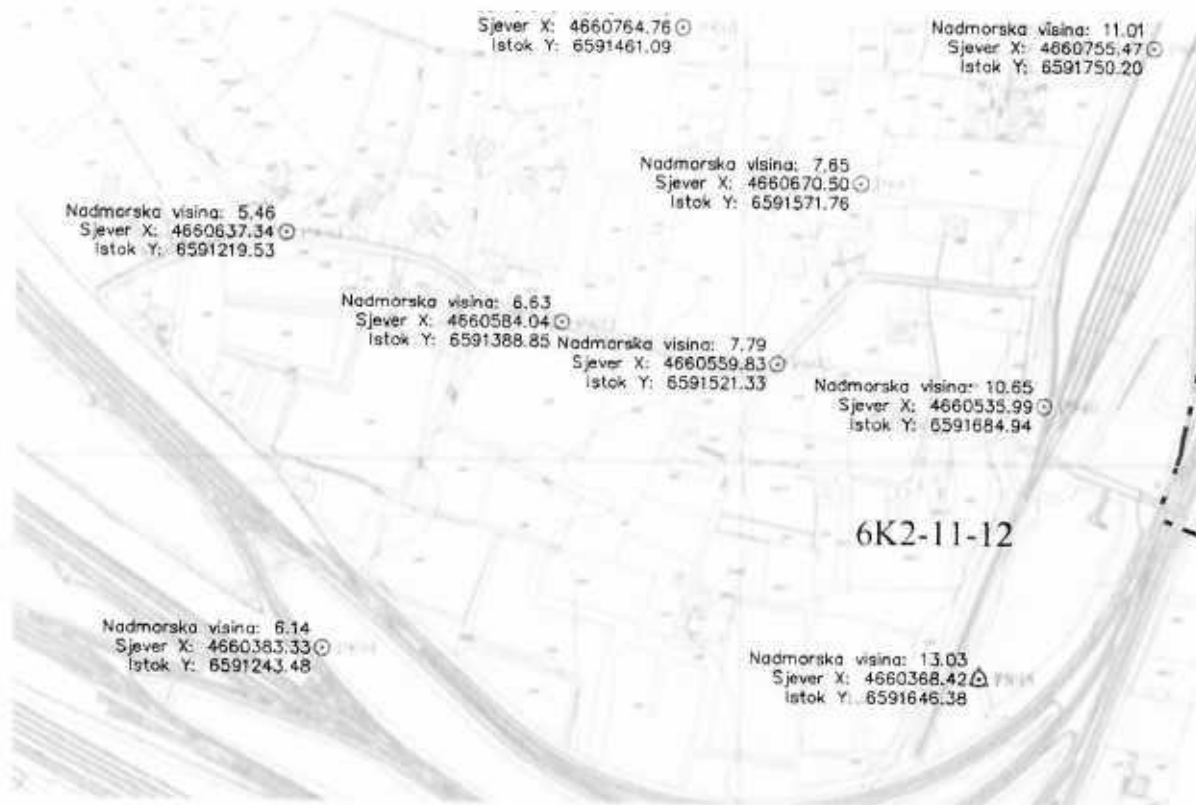 Sjever X: 4660764.76
Istok Y: 6591461.09
Nadmorska visina: 11.01
Sjever X: 4660755.47
Istok Y: 6591750.20
Nadmorska visina: 7.65
Sjever X: 4660670.50
Istok Y: 6591571.76
Nadmorska visina: 5.46
Sjever X: 4660637.34
Istok Y: 6591219.53
Nadmorska visina: 6.63
Sjever X: 4660584.04
Istok Y: 6591388.85
Nadmorska visina: 7.79
Sjever X: 4660559.83
Istok Y: 6591521.33
Nadmorska visina: 10.65
Sjever X: 4660535.99
Istok Y: 6591684.94
6K2-11-12
Nadmorska visina: 6.14
Sjever X: 4660383.33
Istok Y: 6591243.48
Nadmorska visina: 13.03
Sjever X: 4660368.42
Istok Y: 6591646.38